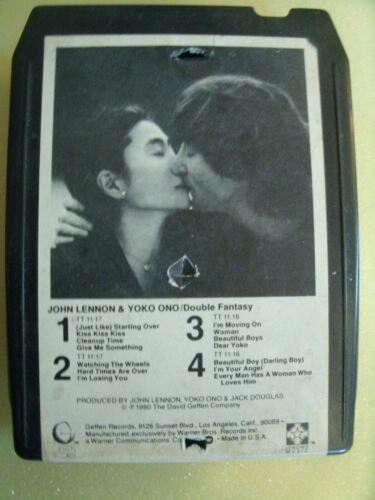 JOHN LENNON & YOKO ONO/Double Fantasy
1 TT 11:17
(Just Like) Starting Over
Kiss Kiss Kiss
Cleanup Time
Give Me Something
2 TT 11:17
Watching The Wheels
Hard Times Are Over
I'm Losing You
3 TT 11:18
I'm Moving On
Woman
Beautiful Boys
Dear Yoko
4 TT 11:16
Beautiful Boy (Darling Boy)
I'm Your Angel
Every Man Has A Woman Who
Loves Him
PRODUCED BY JOHN LENNON, YOKO ONO & JACK DOUGLAS
© ℗ 1980 The David Geffen Company
Geffen Records, 9126 Sunset Blvd., Los Angeles, Calif. 90069 -
Manufactured exclusively by Warner Bros. Records Inc.,
a Warner Communications - Made in U.S.A.